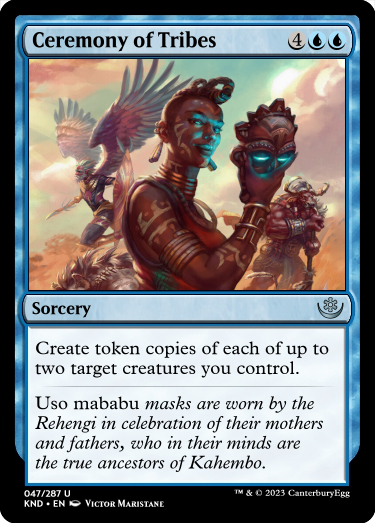 Ceremony of Tribes 4
Sorcery
Create token copies of each of up to
two target creatures you control.
Uso mababu masks are worn by the
Rehengi in celebration of their mothers
and fathers, who in their minds are
the true ancestors of Kahembo.
047/287 U
KND • EN Victor Maristane
™ & © 2023 CanterburyEgg